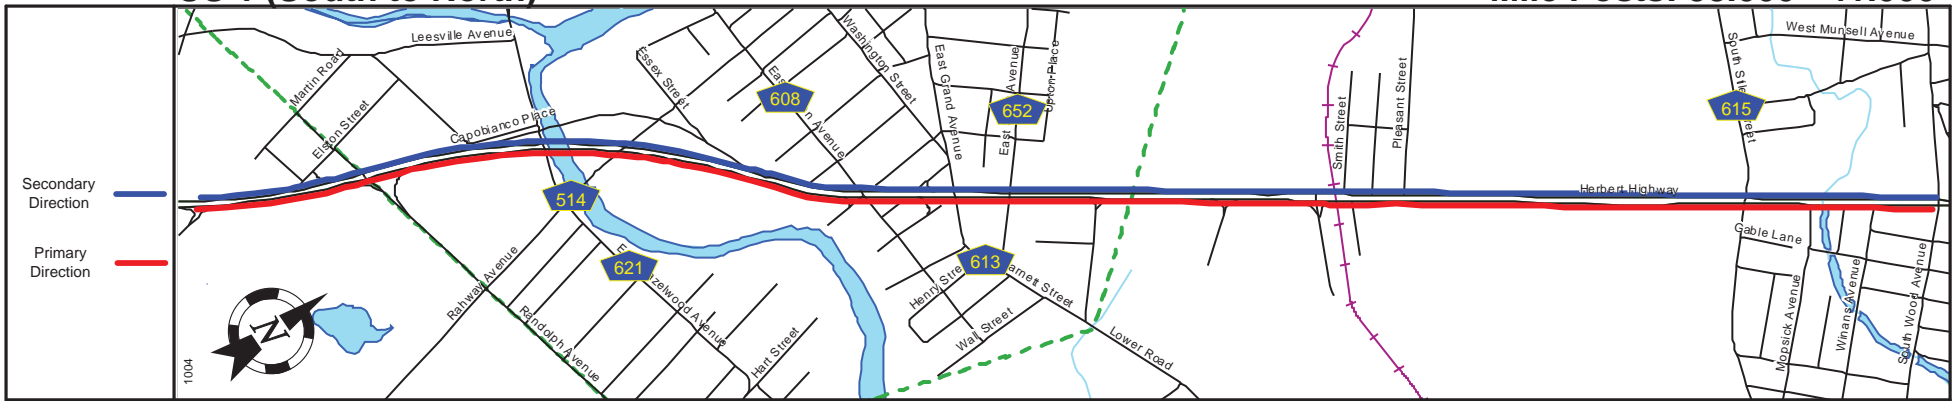 Secondary
Direction
Primary
Direction
Leesville Avenue
Martin Road
Elston Street
Capobianco Place
Essex Street
Washington Street
608
East Grand Avenue
652
Avenue
Union Place
East
Smith Street
Pleasant Street
West Munsell Avenue
615
Herbert Highway
514
621
613
Rahway Avenue
Randolph Avenue
Hart Street
Henry
Wall Street
Street
Lower Road
Gable Lane
Mopsick Avenue
Winans Avenue
South Wood Avenue
N
1004